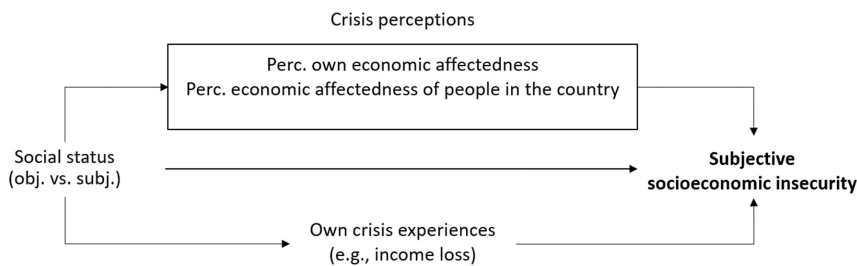 Crisis perceptions
Perc. own economic affectedness
Perc. economic affectedness of people in the country
Social status
(obj. vs. subj.)
Subjective
socioeconomic insecurity
Own crisis experiences
(e.g., income loss)